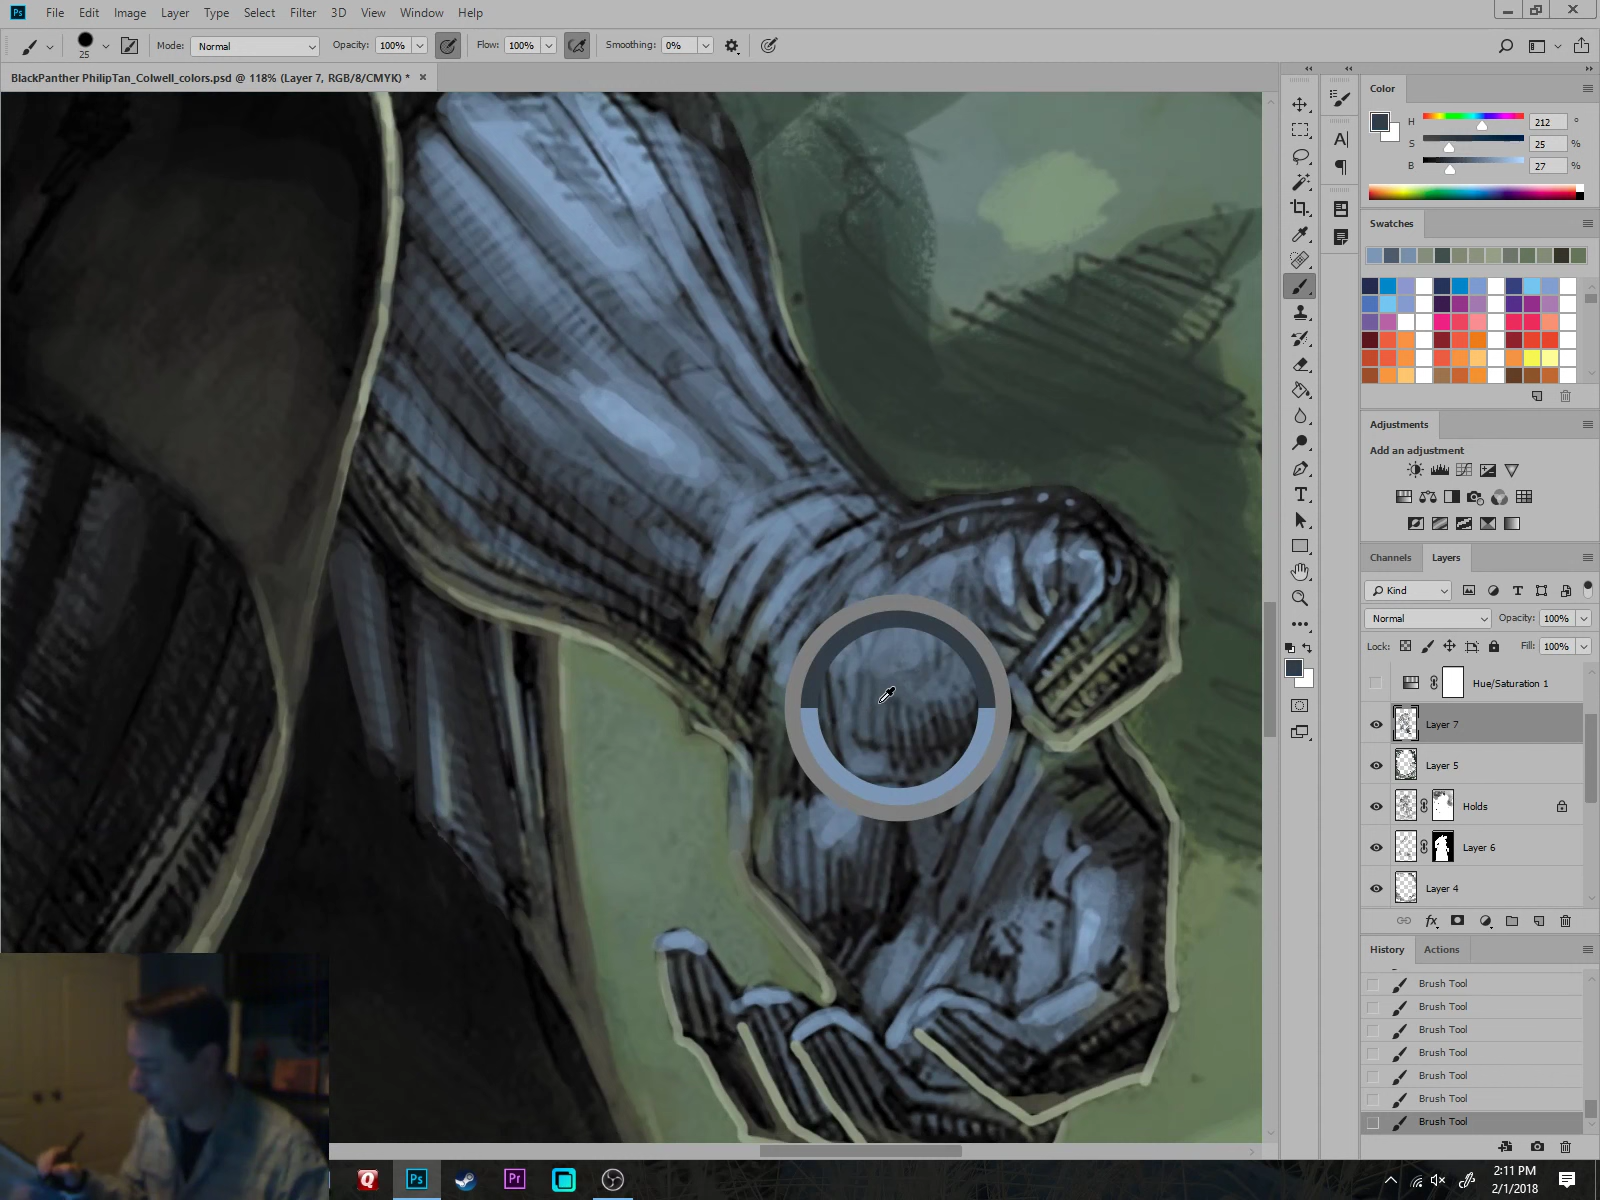 Ps File Edit Image Layer Type Select Filter 3D View Window Help
25 Mode: Normal Opacity: 100% Flow: 100% Smoothing: 0%
BlackPanther PhilipTan_Colwell_colors.psd @ 118% (Layer 7, RGB/8/CMYK) * ×
Color
H 212 °
S 25 %
B 27 %
Swatches
Adjustments
Add an adjustment
Channels Layers
Kind
Normal Opacity: 100%
Lock: Fill: 100%
Hue/Saturation 1
Layer 7
Layer 5
Holds
Layer 6
fx
Layer 4
History Actions
Brush Tool
Brush Tool
Brush Tool
Brush Tool
Brush Tool
Brush Tool
Brush Tool
Q Ps Pr
2:11 PM
2/1/2018